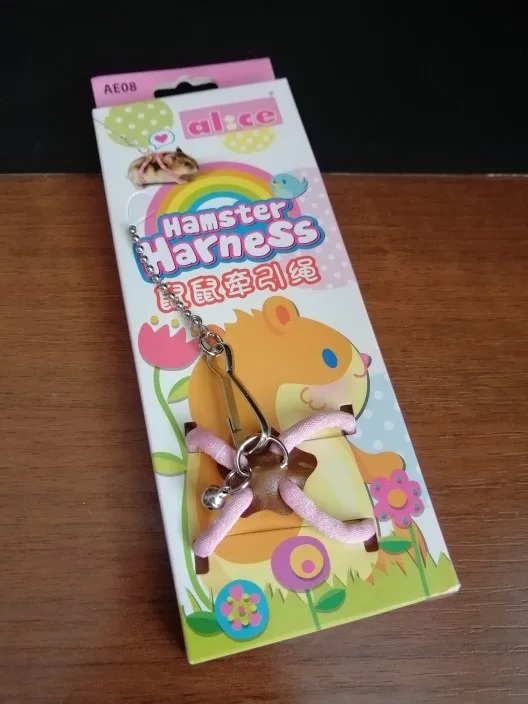 AE08
alice
Hamster
Harness
鼠鼠牵引绳